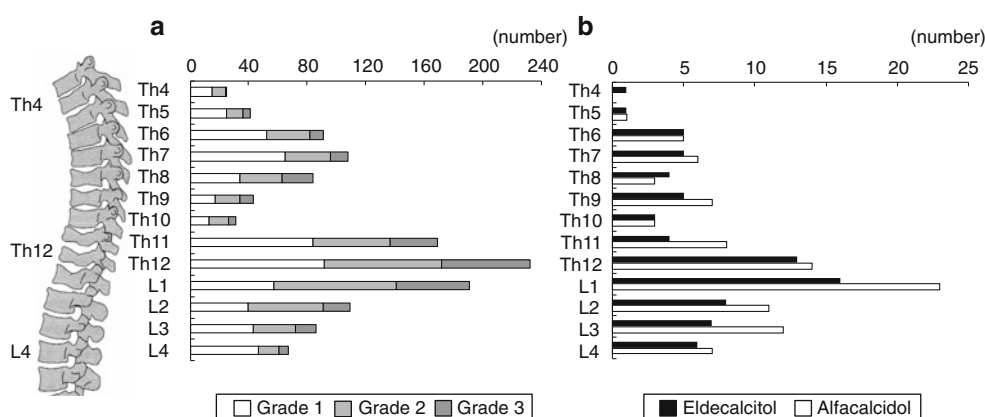 a
(number)
0 40 80 120 160 200 240
Th4
Th5
Th6
Th7
Th8
Th9
Th10
Th11
Th12
L1
L2
L3
L4
Grade 1 Grade 2 Grade 3
Th4
Th12
L4
b
(number)
0 5 10 15 20 25
Th4
Th5
Th6
Th7
Th8
Th9
Th10
Th11
Th12
L1
L2
L3
L4
Eldecalcitol Alfacalcidol